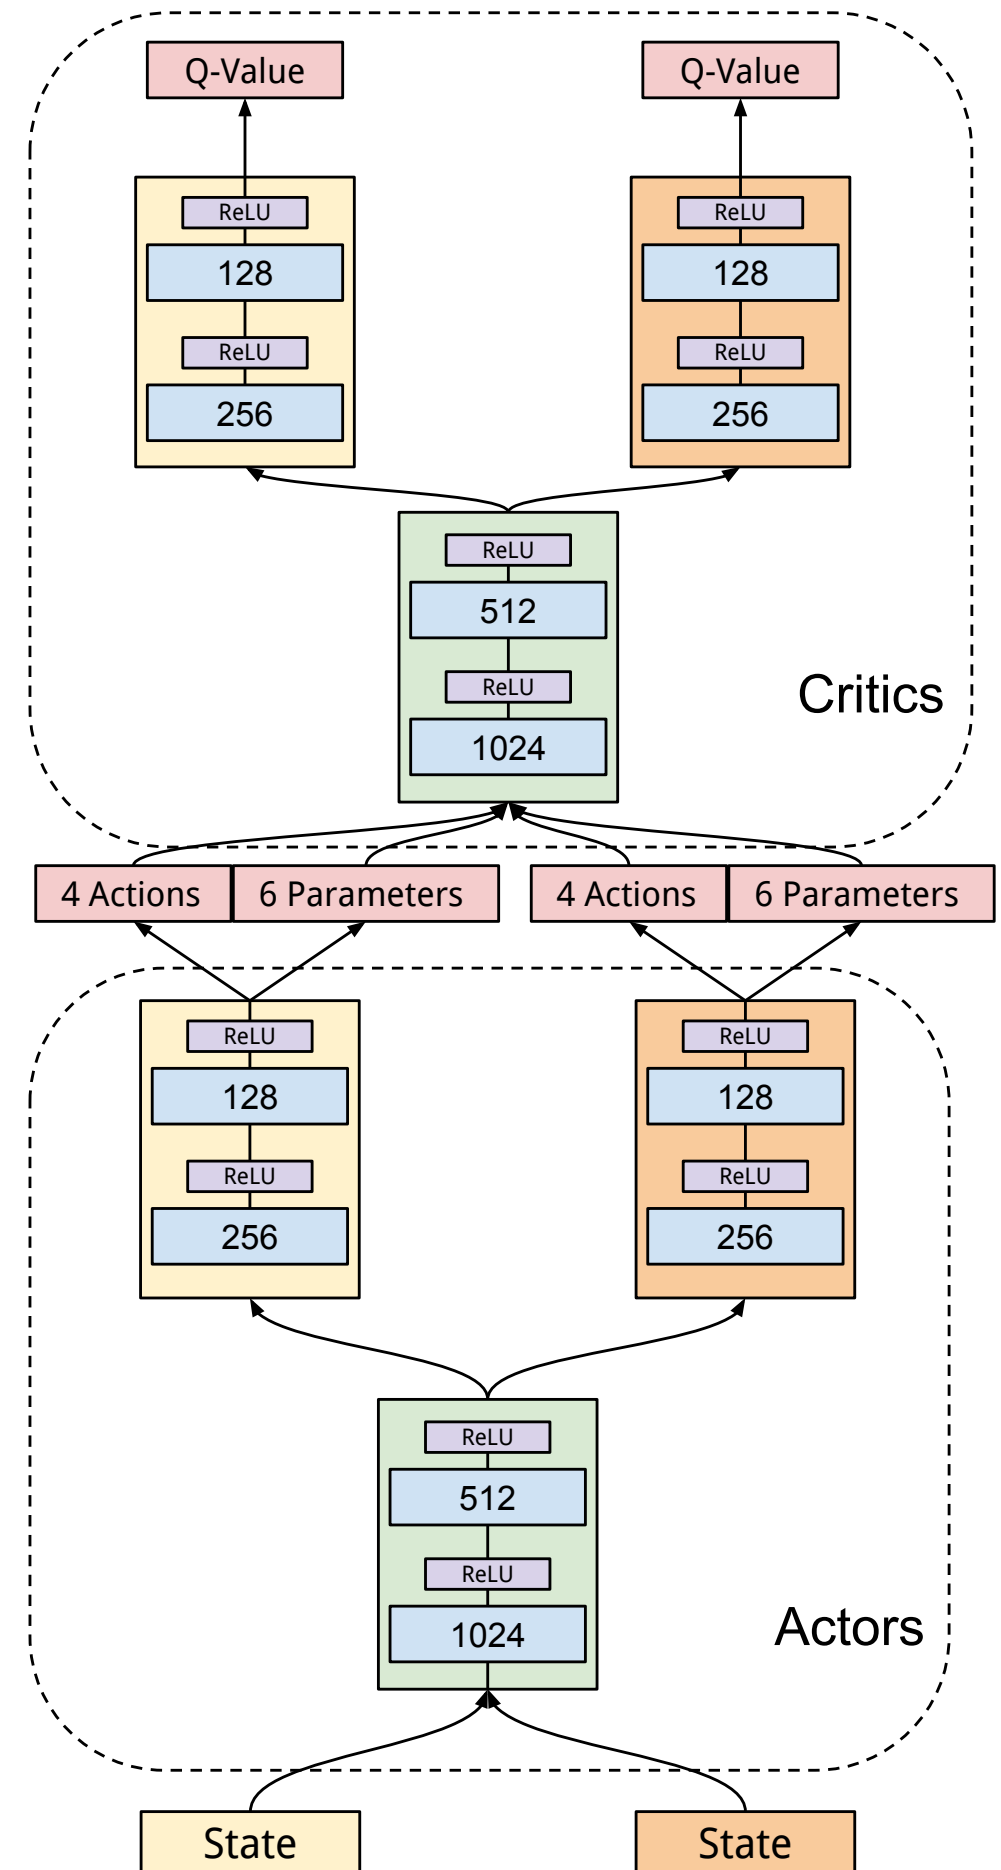 Q-Value
Q-Value
ReLU
ReLU
128
128
ReLU
ReLU
256
256
ReLU
512
ReLU
1024
Critics
4 Actions
6 Parameters
4 Actions
6 Parameters
ReLU
ReLU
128
128
ReLU
ReLU
256
256
ReLU
512
ReLU
1024
Actors
State
State